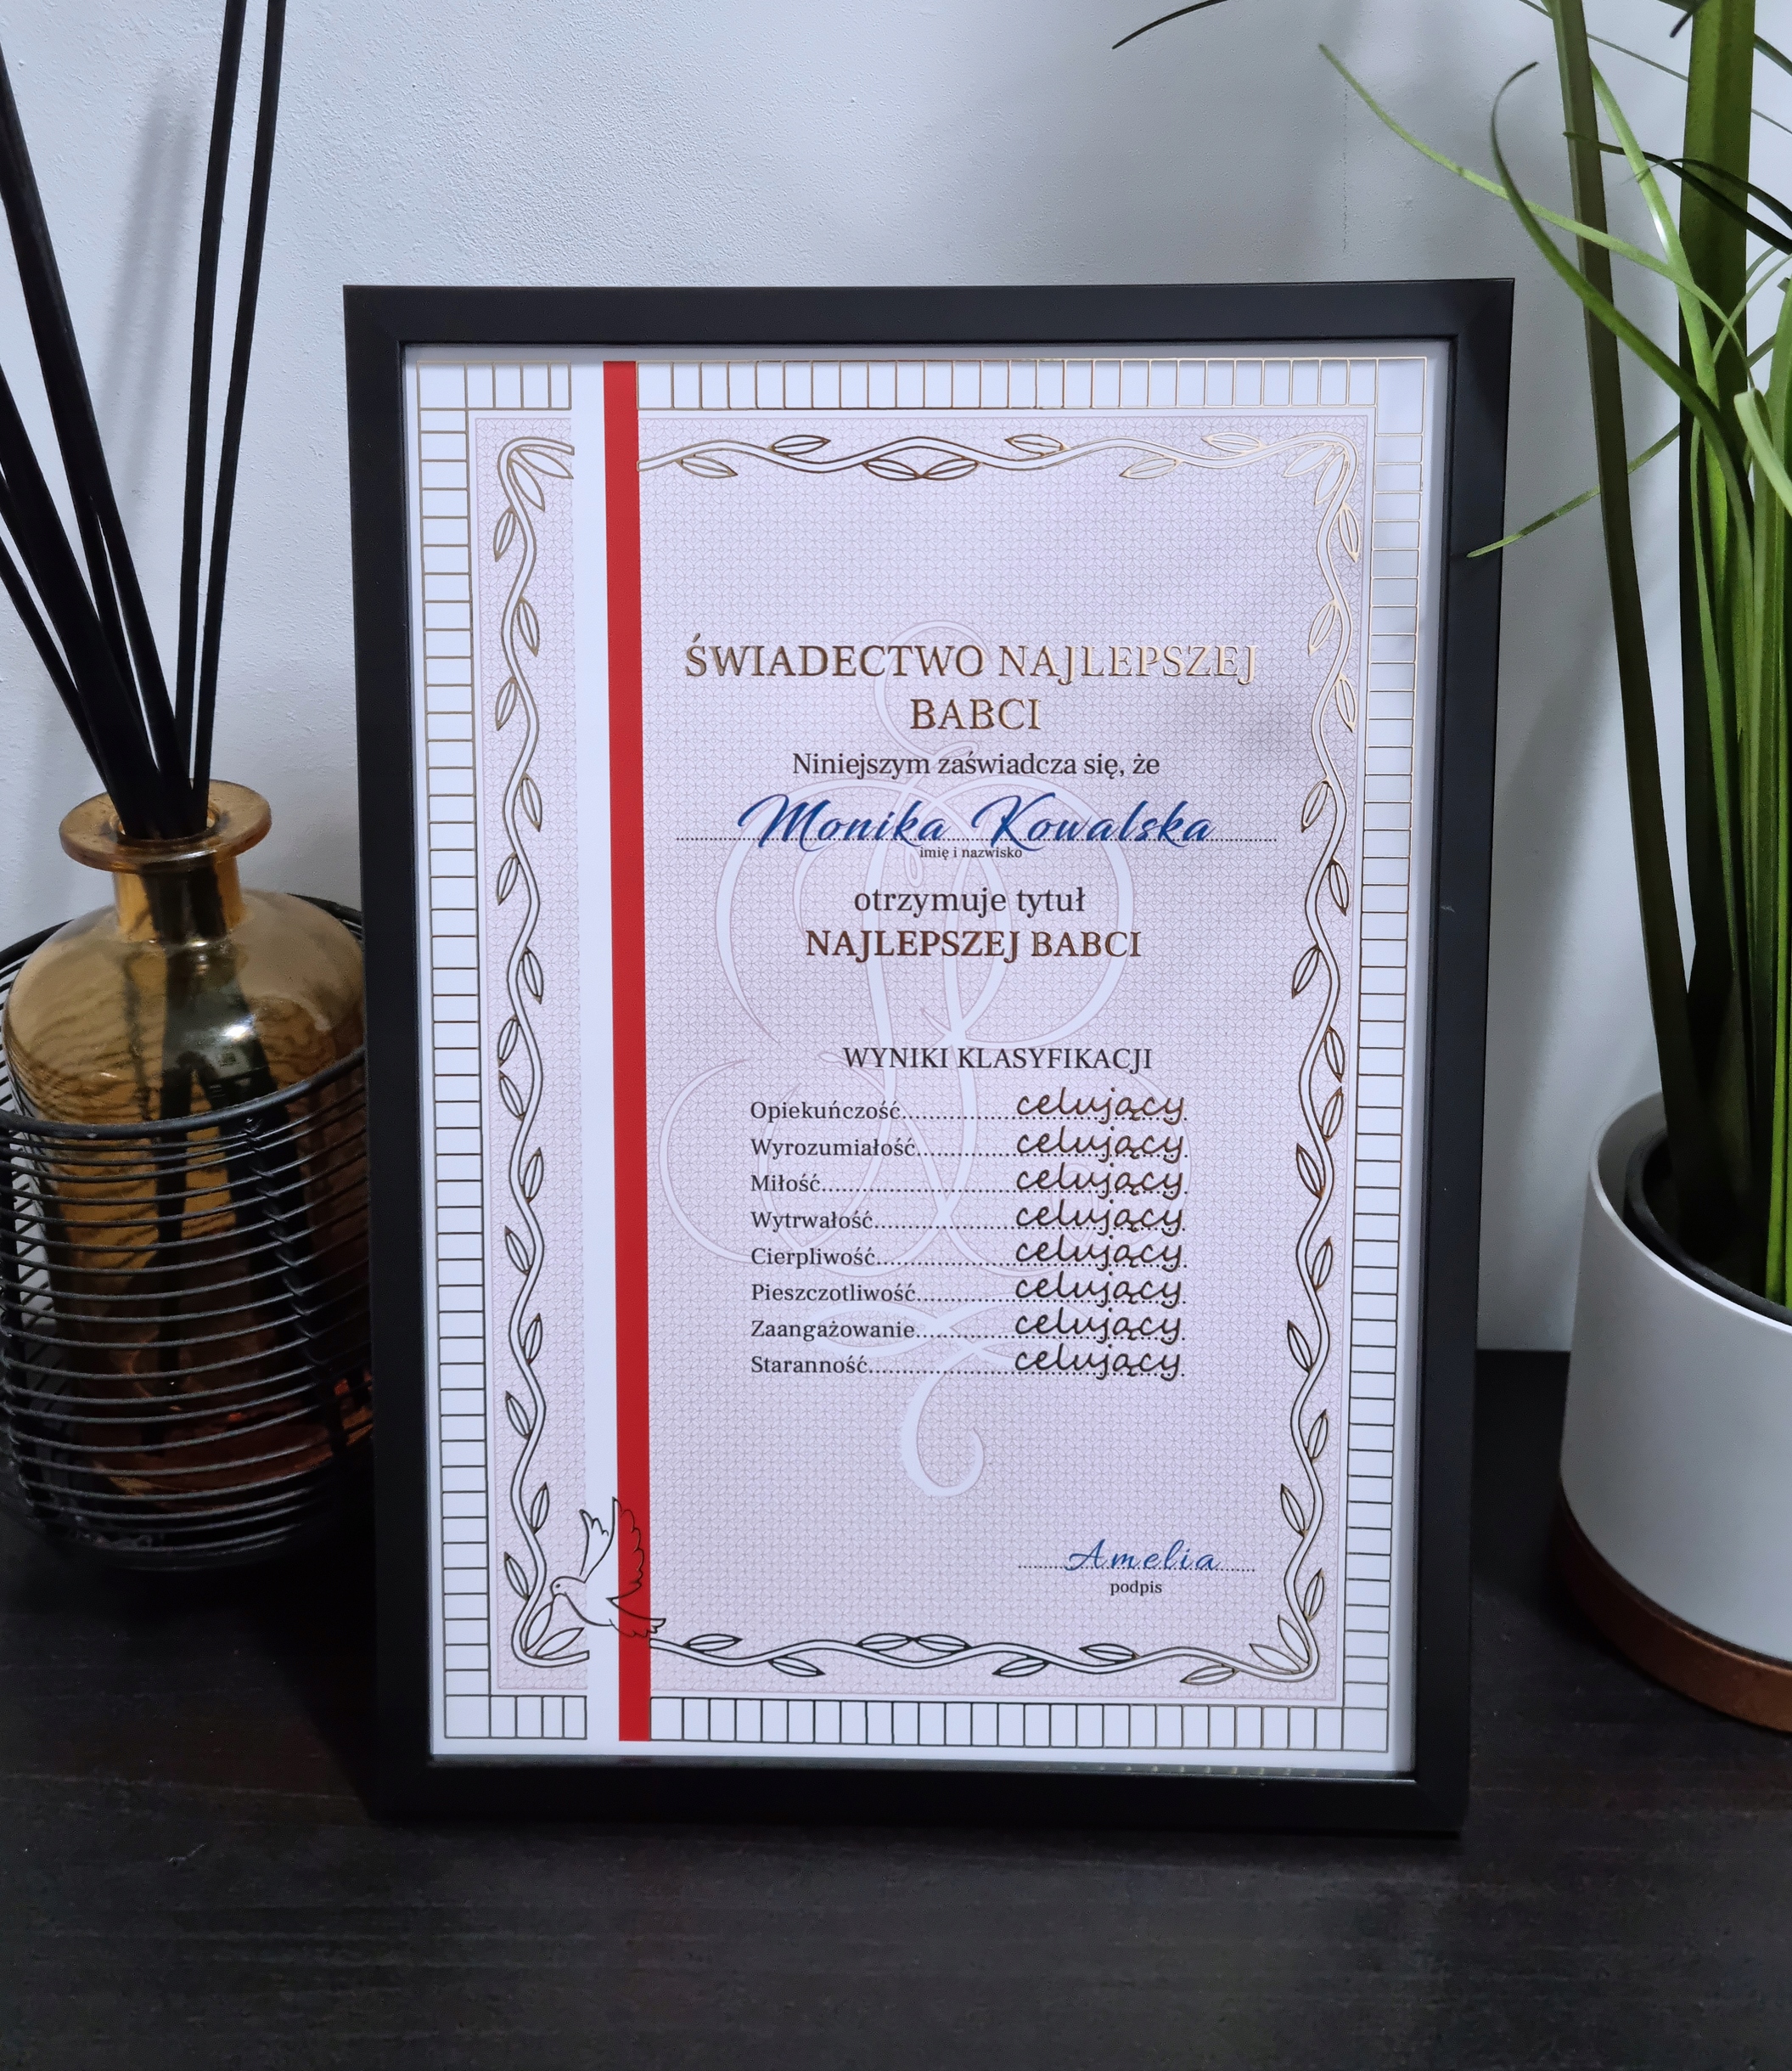 ŚWIADECTWO NAJLEPSZEJ
BABCI
Niniejszym zaświadcza się, że
Monika Kowalska
imię i nazwisko
otrzymuje tytuł
NAJLEPSZEJ BABCI
WYNIKI KLASYFIKACJI
Opiekuńczość..................celujący
Wyrozumiałość..................celujący
Miłość..................celujący
Wytrwałość..................celujący
Cierpliwość..................celujący
Pieszczotliwość..................celujący
Zaangażowanie..................celujący
Staranność..................celujący
Amelia
podpis